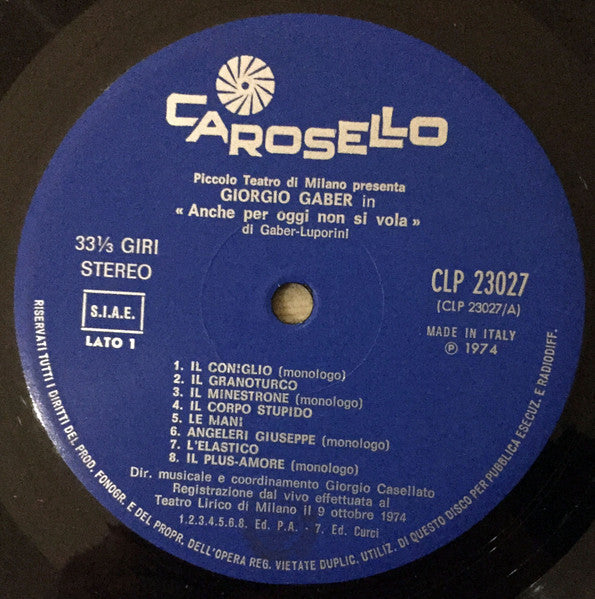 CAROSELLO
Piccolo Teatro di Milano presenta
GIORGIO GABER in
« Anche per oggi non si vola »
di Gaber-Luporini
33⅓ GIRI
STEREO
S.I.A.E.
LATO 1
CLP 23027
(CLP 23027/A)
MADE IN ITALY
Ⓟ 1974
1. IL CONIGLIO (monologo)
2. IL GRANOTURCO
3. IL MINESTRONE (monologo)
4. IL CORPO STUPIDO
5. LE MANI
6. ANGELERI GIUSEPPE (monologo)
7. L'ELASTICO
8. IL PLUS-AMORE (monologo)
Dir. musicale e coordinamento Giorgio Casellato
Registrazione dal vivo effettuata al
Teatro Lirico di Milano il 9 ottobre 1974
1.2.3.4.5.6.8. Ed. P.A. - 7. Ed. Curci
RISERVATI TUTTI I DIRITTI DEL PROD. FONOGR. E DEL PROPR. DELL'OPERA REG. VIETATE DUPLIC. UTILIZ. DI QUESTO DISCO PER PUBBLICA ESECUZ. E RADIODIFF.